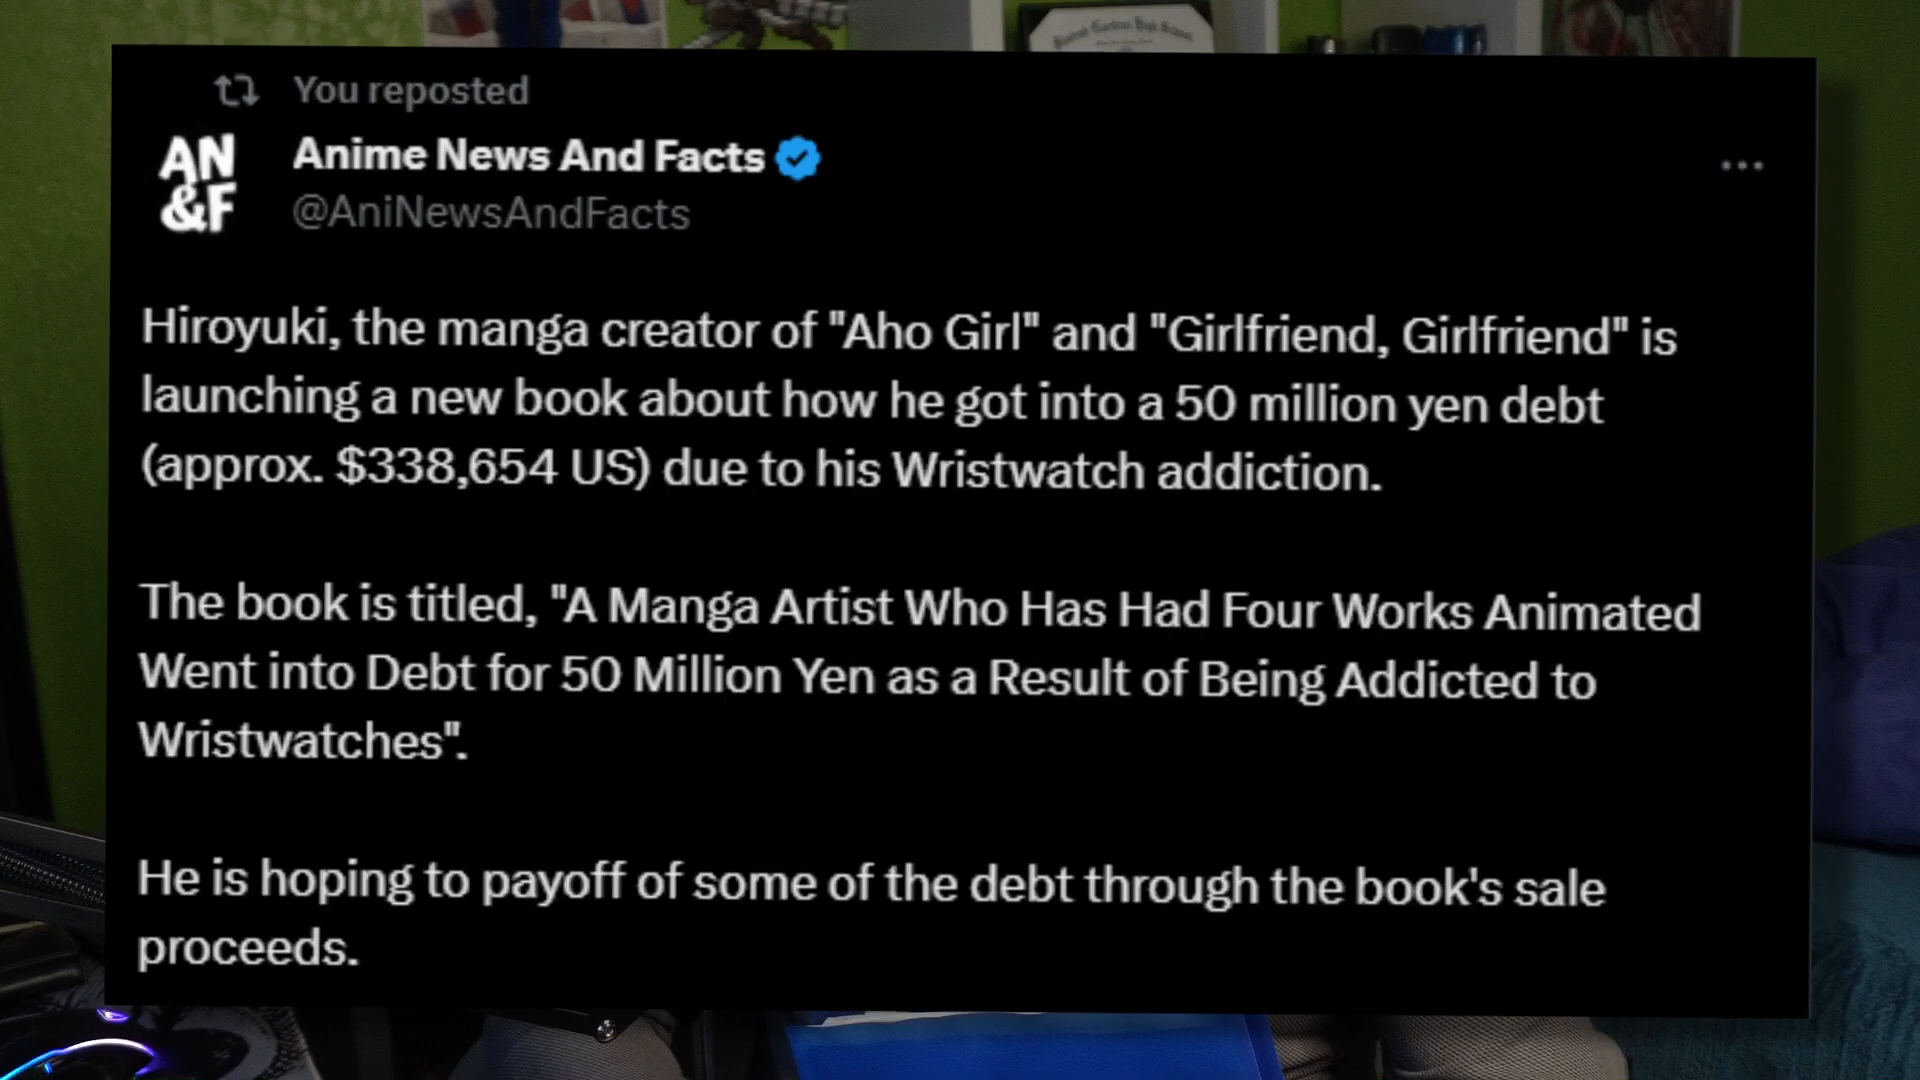 You reposted
AN
&F
Anime News And Facts
@AniNewsAndFacts
Hiroyuki, the manga creator of "Aho Girl" and "Girlfriend, Girlfriend" is
launching a new book about how he got into a 50 million yen debt
(approx. $338,654 US) due to his Wristwatch addiction.
The book is titled, "A Manga Artist Who Has Had Four Works Animated
Went into Debt for 50 Million Yen as a Result of Being Addicted to
Wristwatches".
He is hoping to payoff of some of the debt through the book's sale
proceeds.